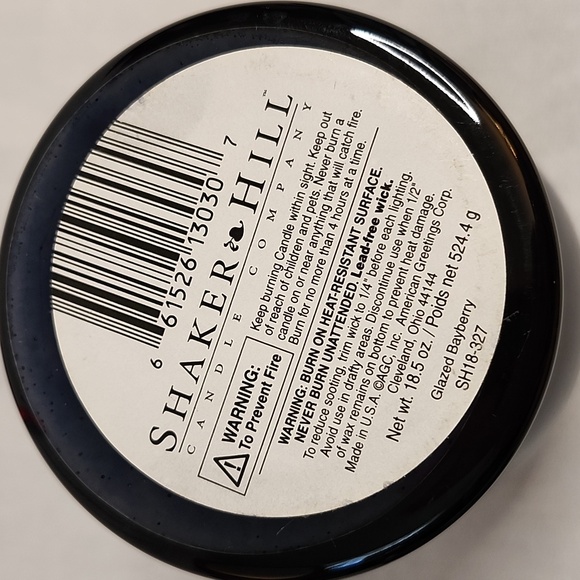 6 61526 13030 7
SHAKER HILL™
CANDLE COMPANY
WARNING:
To Prevent Fire
Keep burning Candle within sight. Keep out
of reach of children and pets. Never burn a
candle on or near anything that will catch fire.
Burn for no more than 4 hours at a time.
WARNING: BURN ON HEAT-RESISTANT SURFACE.
NEVER BURN UNATTENDED. Lead-free wick.
To reduce sooting, trim wick to 1/4" before each lighting.
Avoid use in drafty areas. Discontinue use when 1/2"
of wax remains on bottom to prevent heat damage.
Made in U.S.A. ©AGC, Inc. American Greetings Corp.
Cleveland, Ohio 44144
Net wt. 18.5 oz. / Poids net 524.4 g
Glazed Bayberry
SH18-327